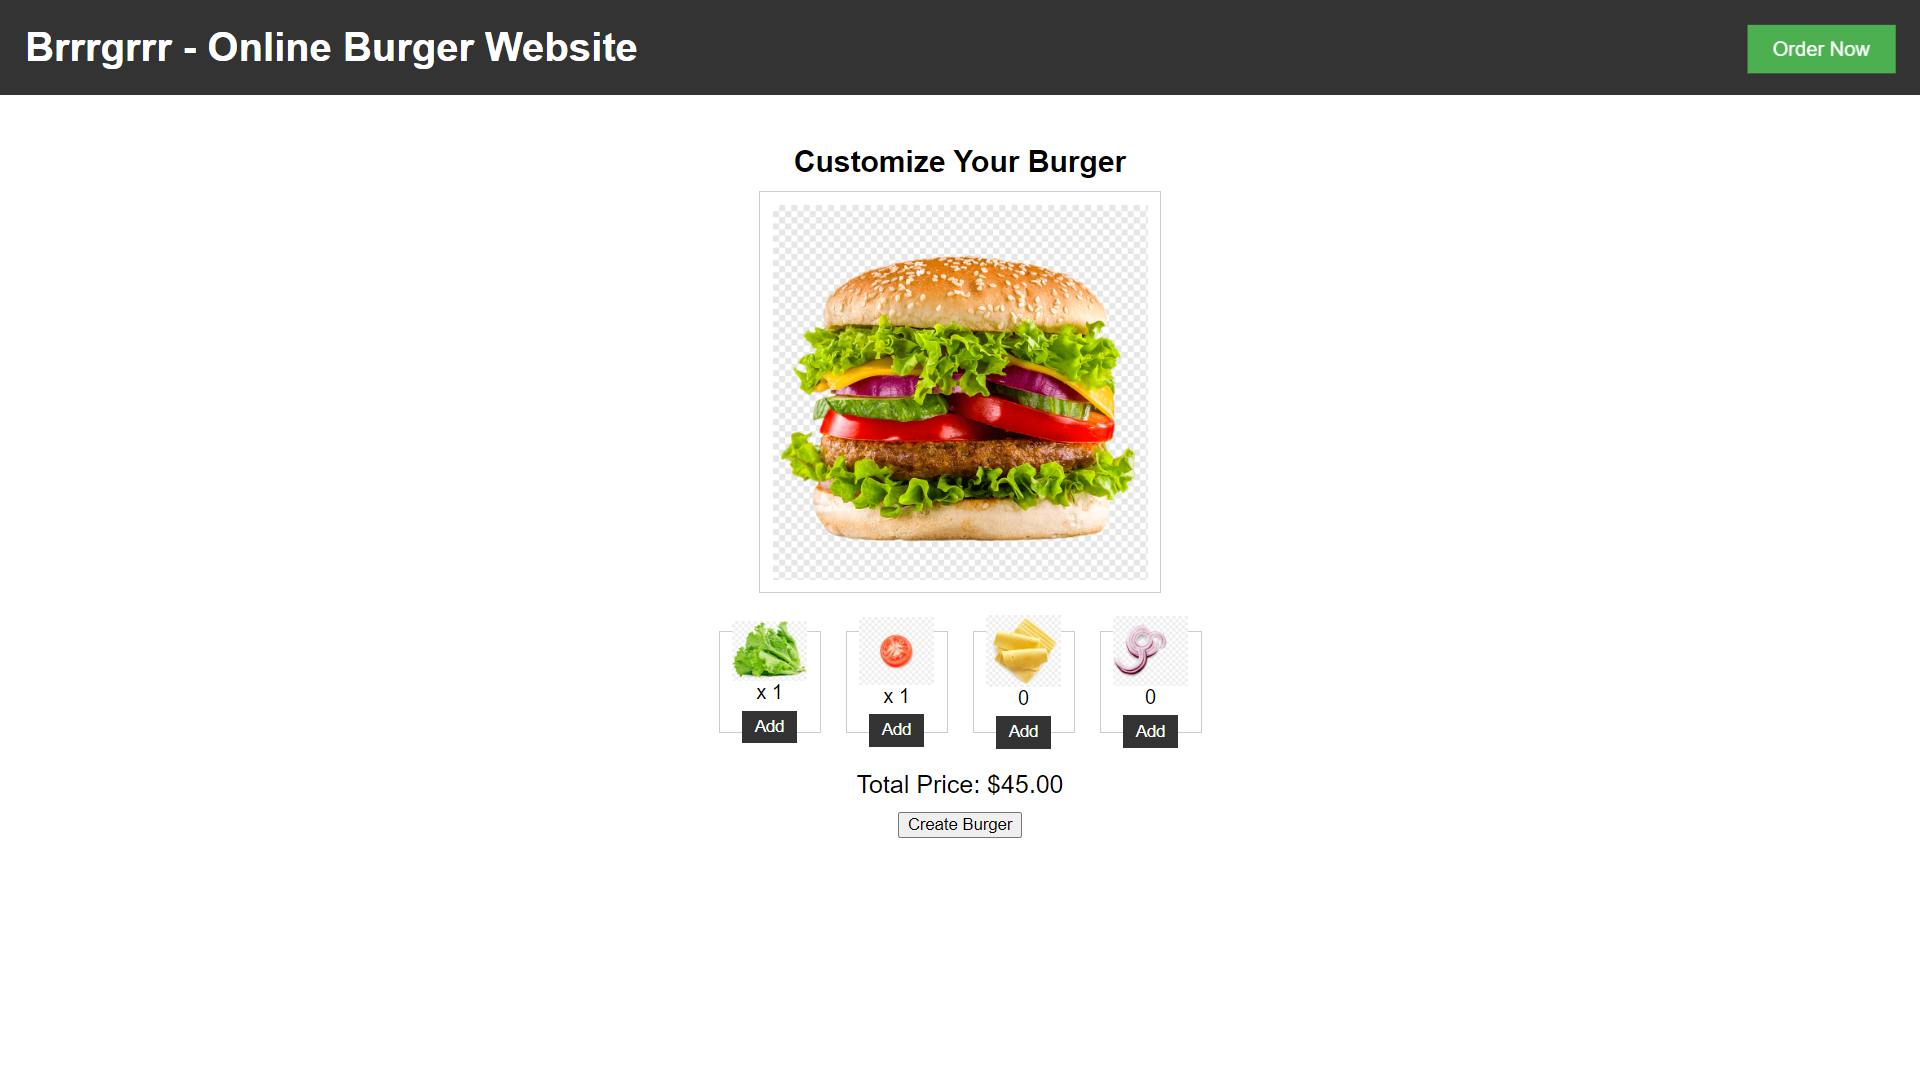 Brrrgrrr - Online Burger Website
Order Now
Customize Your Burger
x 1
x 1
0
0
Add
Add
Add
Add
Total Price: $45.00
Create Burger